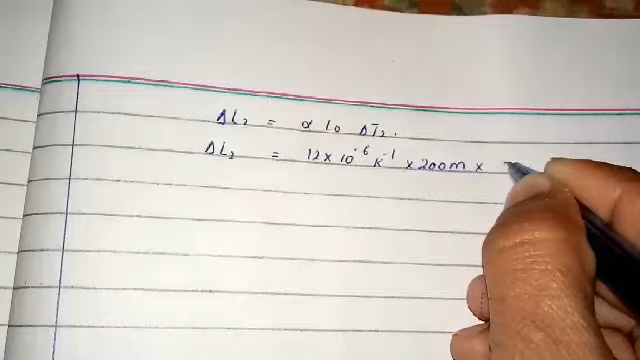 ΔL₂ = α l₀ ΔT₂.
ΔL₂ = 12 × 10⁻⁶ K⁻¹ × 200m ×